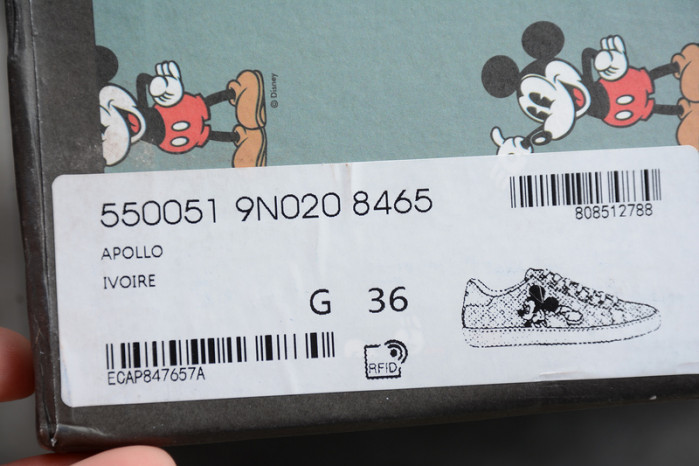 © Disney
550051 9N020 8465
808512788
APOLLO
IVOIRE
G 36
ECAP847657A
RFID